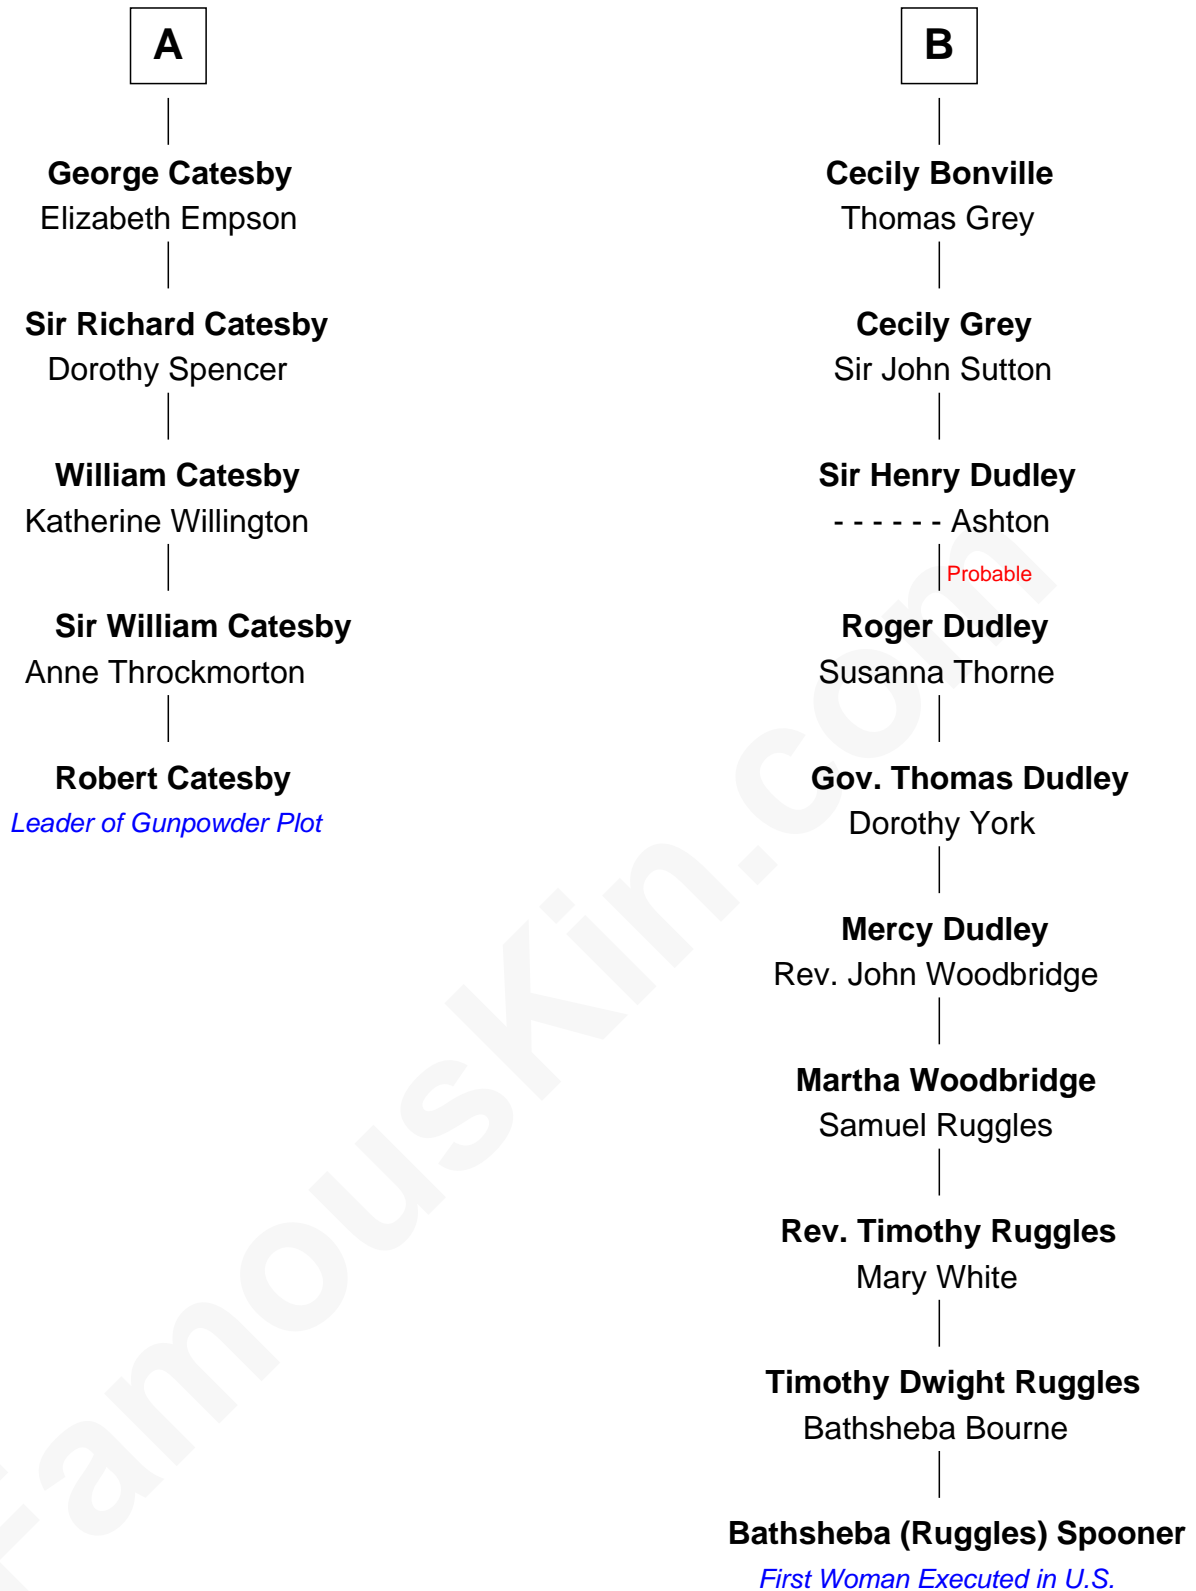 A
George Catesby
Elizabeth Empson
Sir Richard Catesby
Dorothy Spencer
William Catesby
Katherine Willington
Sir William Catesby
Anne Throckmorton
Robert Catesby
Leader of Gunpowder Plot
B
Cecily Bonville
Thomas Grey
Cecily Grey
Sir John Sutton
Sir Henry Dudley
- - - - - - Ashton
Probable
Roger Dudley
Susanna Thorne
Gov. Thomas Dudley
Dorothy York
Mercy Dudley
Rev. John Woodbridge
Martha Woodbridge
Samuel Ruggles
Rev. Timothy Ruggles
Mary White
Timothy Dwight Ruggles
Bathsheba Bourne
Bathsheba (Ruggles) Spooner
First Woman Executed in U.S.
FamousKin.com